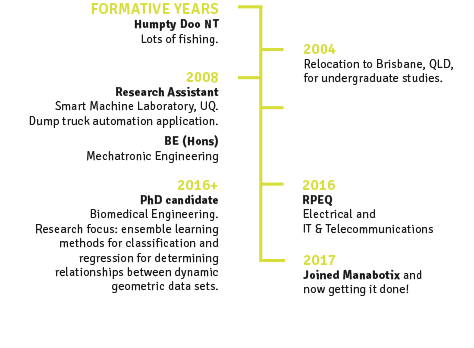 FORMATIVE YEARS
Humpty Doo NT
Lots of fishing.
2004
Relocation to Brisbane, QLD,
for undergraduate studies.
2008
Research Assistant
Smart Machine Laboratory, UQ.
Dump truck automation application.
BE (Hons)
Mechatronic Engineering
2016+
PhD candidate
Biomedical Engineering.
Research focus: ensemble learning
methods for classification and
regression for determining
relationships between dynamic
geometric data sets.
2016
RPEQ
Electrical and
IT & Telecommunications
2017
Joined Manabotix and
now getting it done!